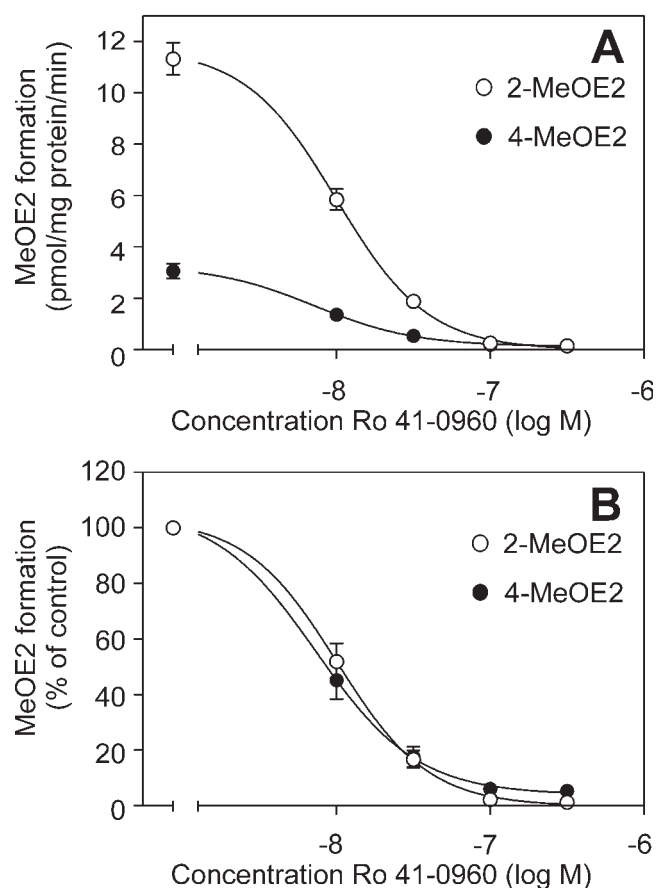 A
MeOE2 formation
(pmol/mg protein/min)
12
10
8
6
4
2
0
2-MeOE2
4-MeOE2
-8
-7
-6
Concentration Ro 41-0960 (log M)
B
MeOE2 formation
(% of control)
120
100
80
60
40
20
0
2-MeOE2
4-MeOE2
-8
-7
-6
Concentration Ro 41-0960 (log M)